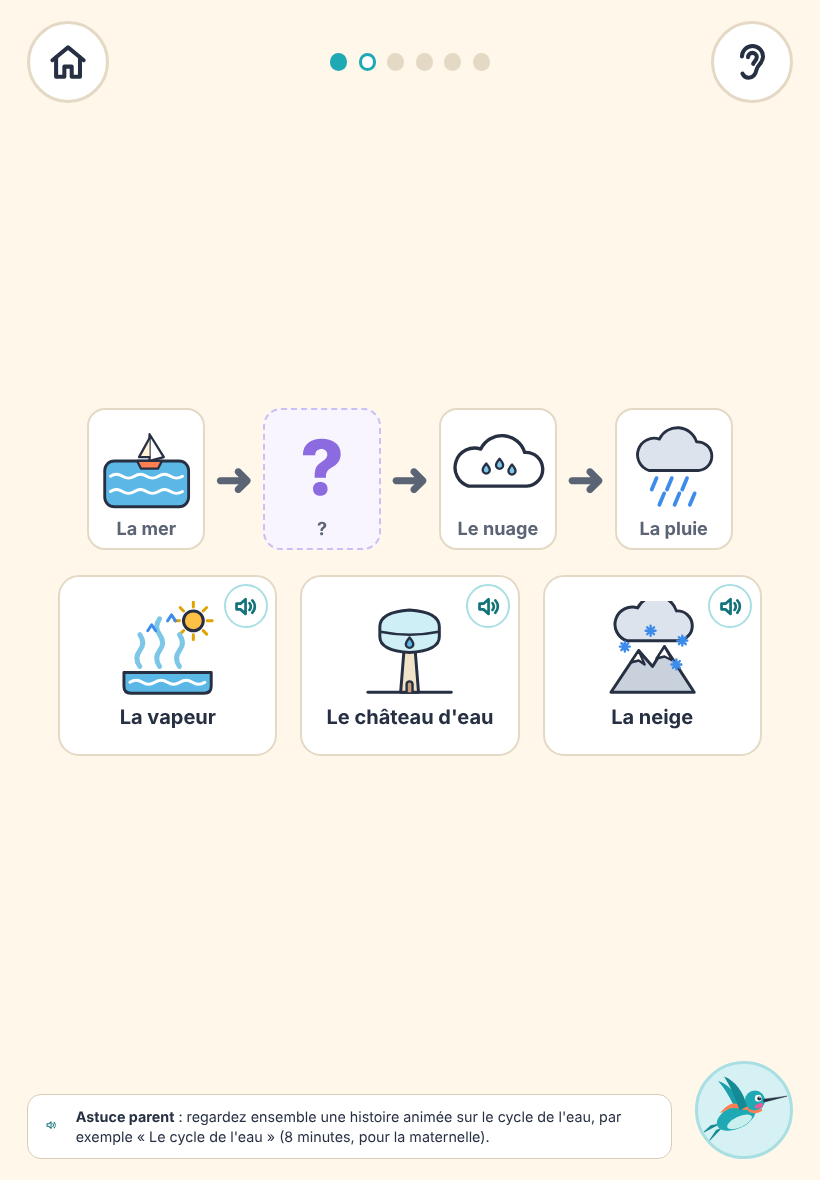 La mer
?
?
Le nuage
La pluie
La vapeur
Le château d'eau
La neige
Astuce parent : regardez ensemble une histoire animée sur le cycle de l'eau, par
exemple « Le cycle de l'eau » (8 minutes, pour la maternelle).